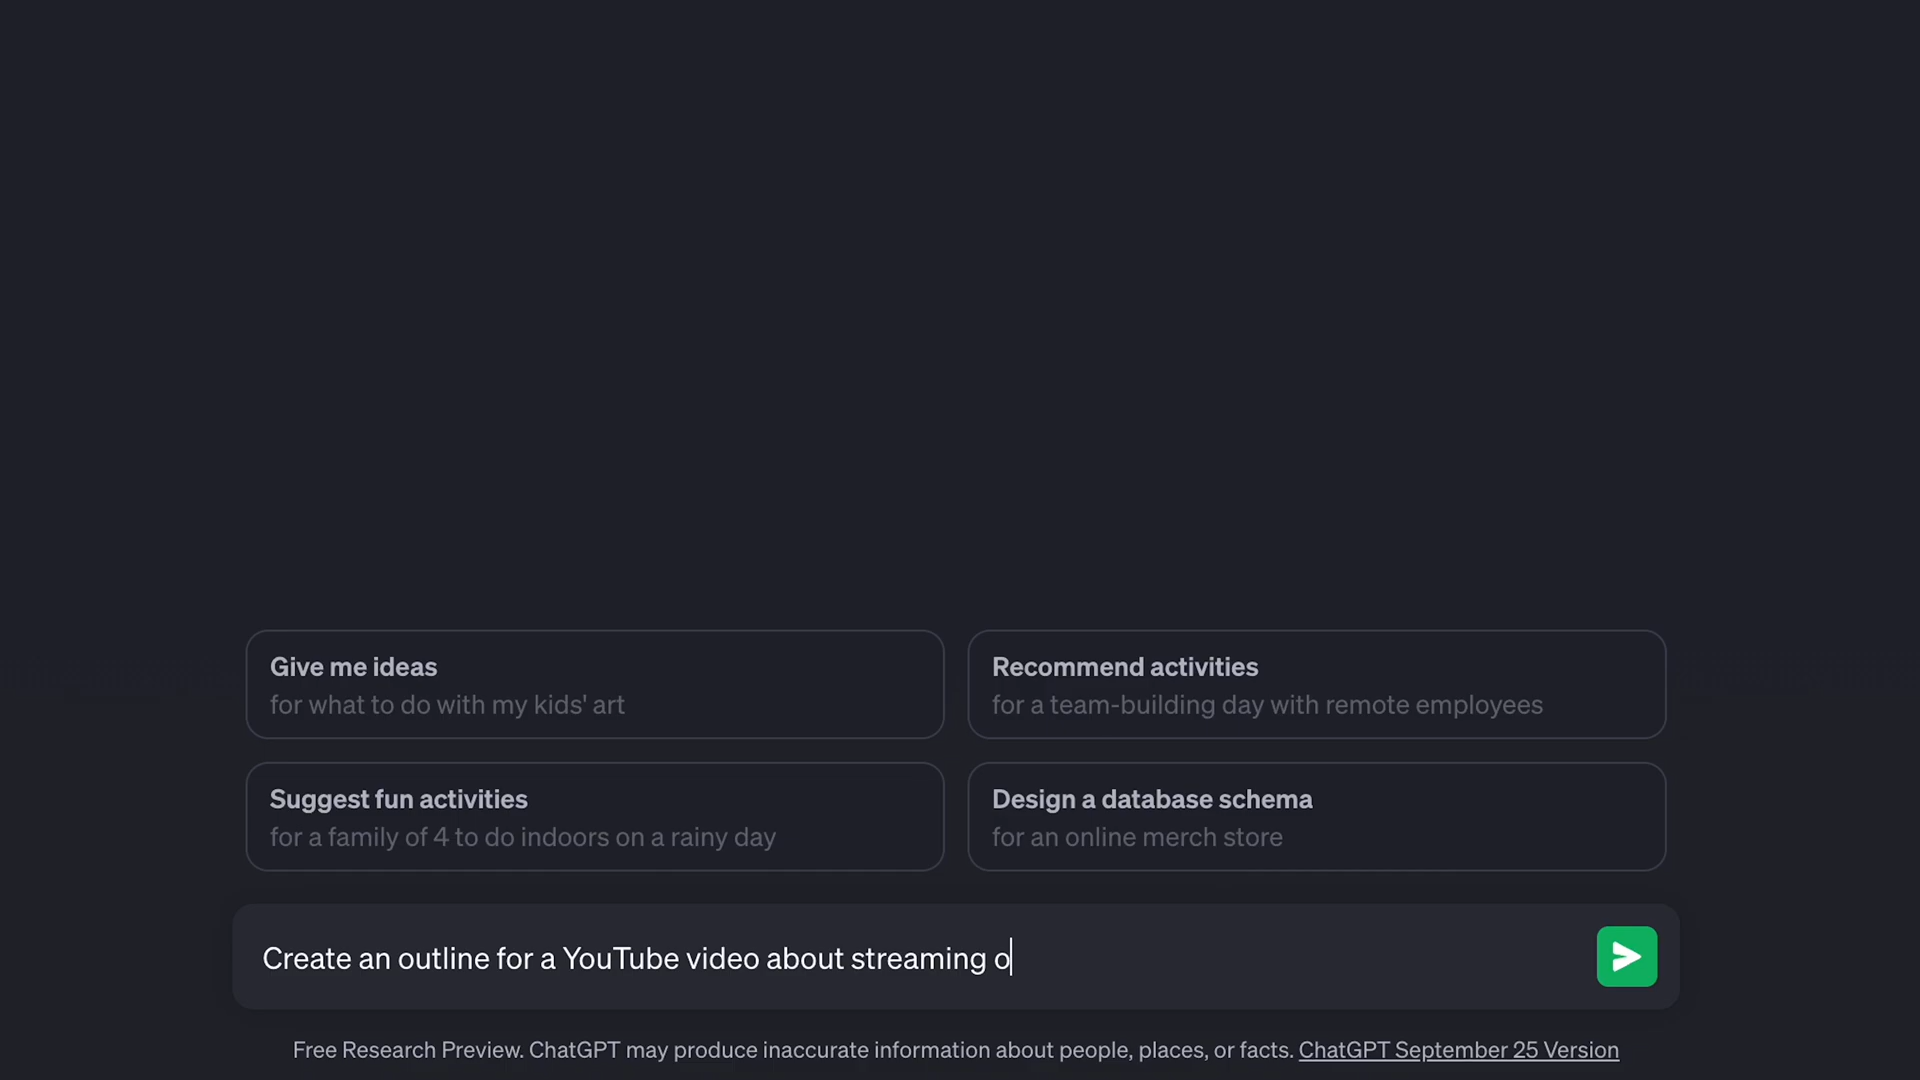 Give me ideas
for what to do with my kids' art
Recommend activities
for a team-building day with remote employees
Suggest fun activities
for a family of 4 to do indoors on a rainy day
Design a database schema
for an online merch store
Create an outline for a YouTube video about streaming o
Free Research Preview. ChatGPT may produce inaccurate information about people, places, or facts. ChatGPT September 25 Version